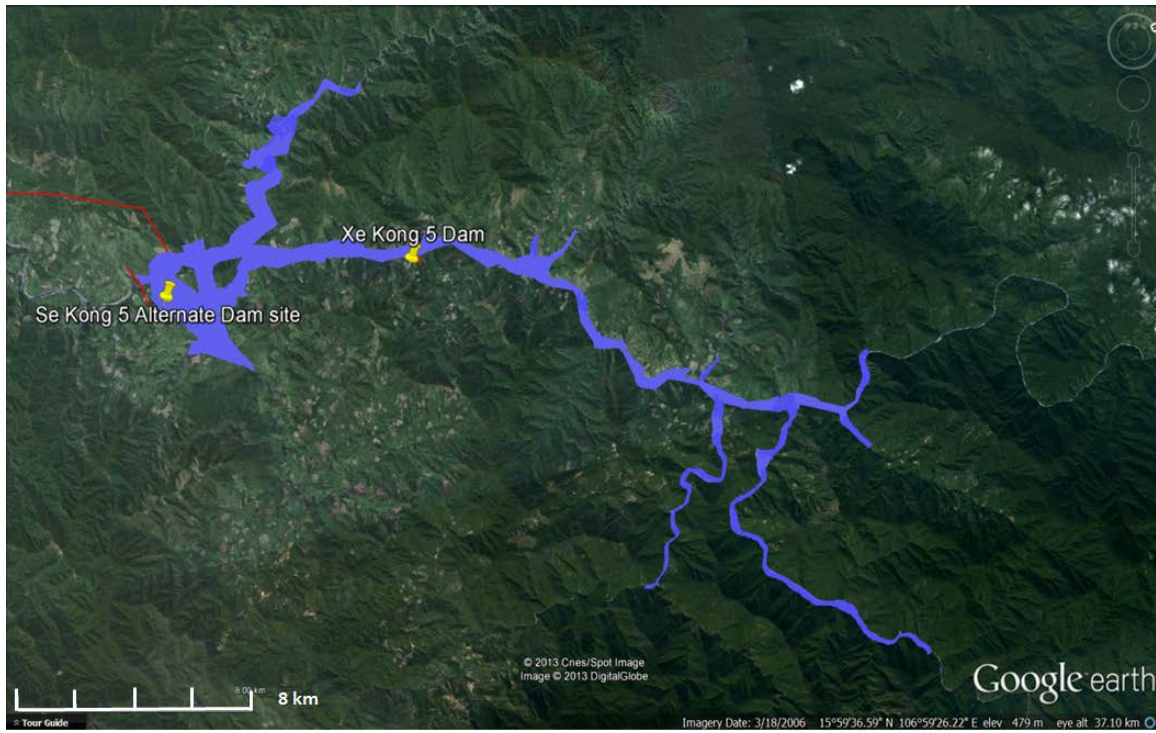 Xe Kong 5 Dam
Se Kong 5 Alternate Dam site
© 2013 Cnes/Spot Image
Image © 2013 DigitalGlobe
Google earth
8 km
Tour Guide
Imagery Date: 3/18/2006 15°59'36.59" N 106°59'26.22" E elev 479 m eye alt 37.10 km